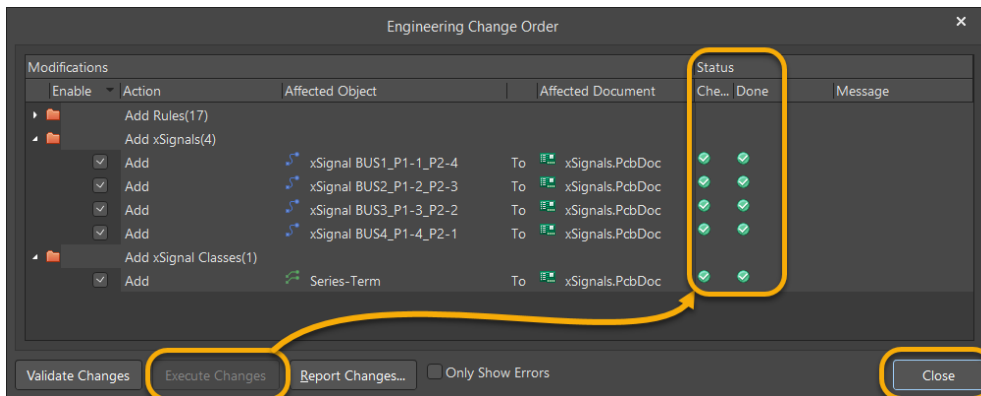 Engineering Change Order
Modifications Status
Enable Action Affected Object Affected Document Che... Done Message
Add Rules(17)
Add xSignals(4)
Add xSignal BUS1_P1-1_P2-4 To xSignals.PcbDoc
Add xSignal BUS2_P1-2_P2-3 To xSignals.PcbDoc
Add xSignal BUS3_P1-3_P2-2 To xSignals.PcbDoc
Add xSignal BUS4_P1-4_P2-1 To xSignals.PcbDoc
Add xSignal Classes(1)
Add Series-Term To xSignals.PcbDoc
Validate Changes Execute Changes Report Changes... Only Show Errors Close